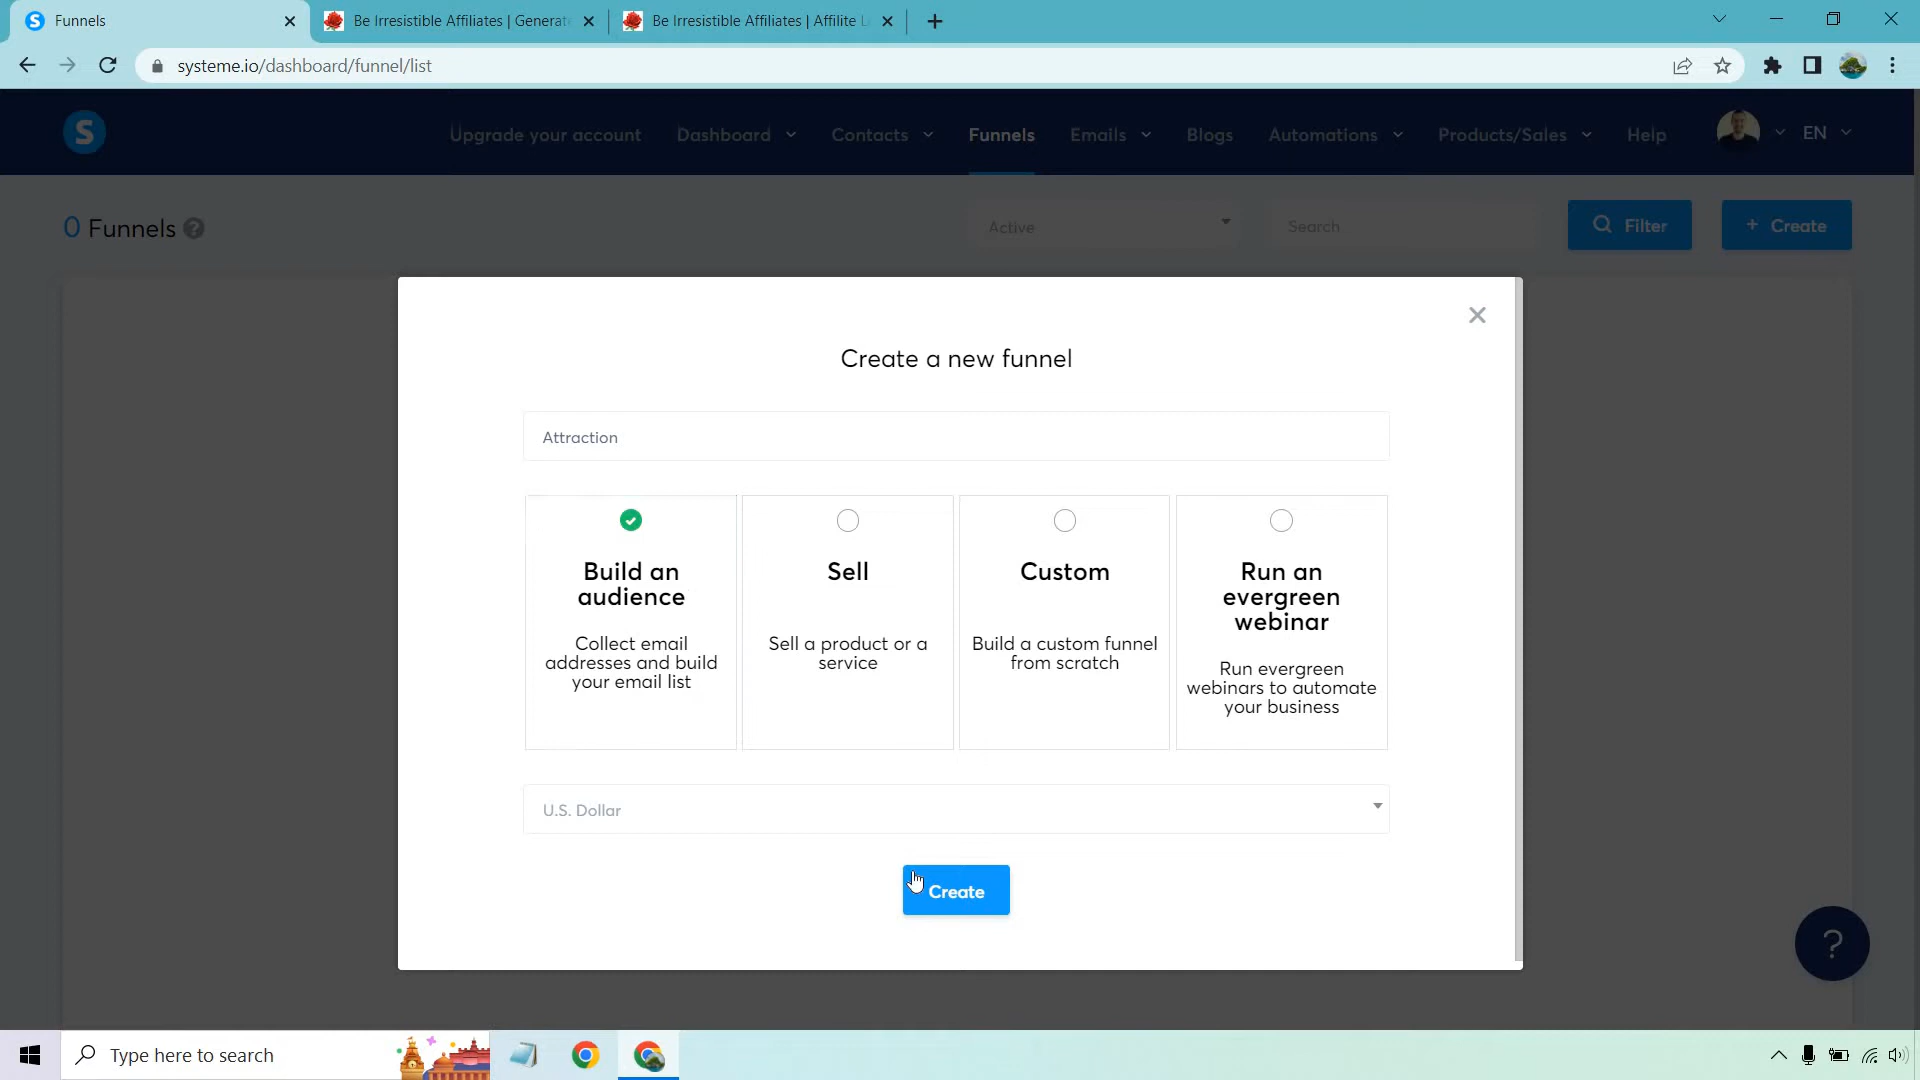 Funnels
Be Irresistible Affiliates | Generat
Be Irresistible Affiliates | Affilite L
systeme.io/dashboard/funnel/list
S
Upgrade your account
Dashboard
Contacts
Funnels
Emails
Blogs
Automations
Products/Sales
Help
EN
0 Funnels ?
Active
Search
Filter
+ Create
Create a new funnel
Attraction
Build an
audience
Collect email
addresses and build
your email list
Sell
Sell a product or a
service
Custom
Build a custom funnel
from scratch
Run an
evergreen
webinar
Run evergreen
webinars to automate
your business
U.S. Dollar
Create
?
Type here to search